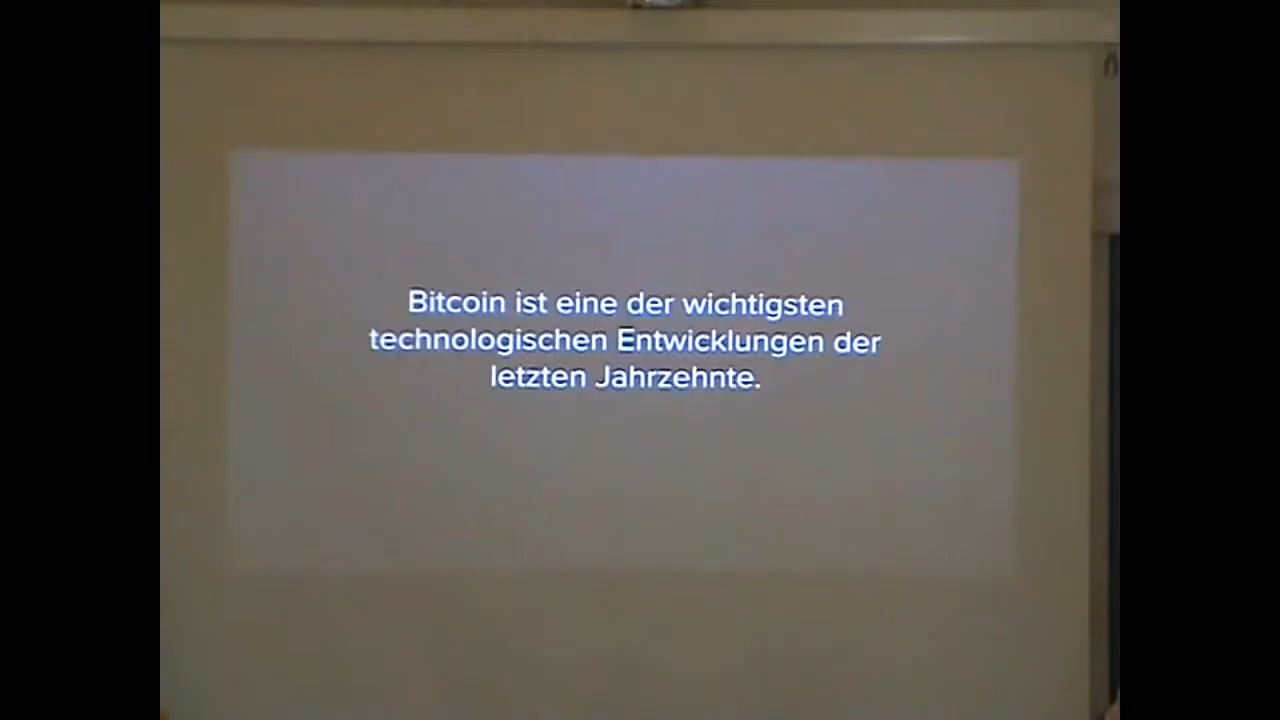 Bitcoin ist eine der wichtigsten
technologischen Entwicklungen der
letzten Jahrzehnte.